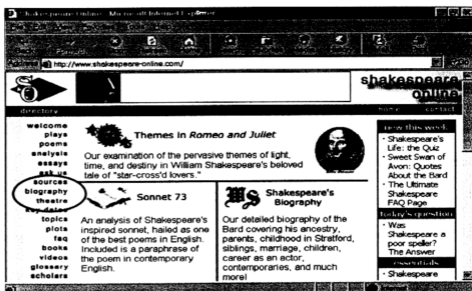 Shakespeare Online - Microsoft Internet Explorer
Address http://www.shakespeare-online.com/
shakespeare
online
directory
home contact
welcome
plays
poems
analysis
essays
ask us
sources
biography
theatre
key dates
topics
plots
faq
books
videos
glossary
scholars
Themes in Romeo and Juliet
Our examination of the pervasive themes of light,
time, and destiny in William Shakespeare's beloved
tale of "star-cross'd lovers."
Sonnet 73
An analysis of Shakespeare's
inspired sonnet, hailed as one
of the best poems in English.
Included is a paraphrase of
the poem in contemporary
English.
Shakespeare's
Biography
Our detailed biography of the
Bard covering his ancestry,
parents, childhood in Stratford,
siblings, marriage, children,
career as an actor,
contemporaries, and much
more!
new this week
· Shakespeare's
Life: the Quiz
· Sweet Swan of
Avon: Quotes
About the Bard
· The Ultimate
Shakespeare
FAQ Page
today's question
· Was
Shakespeare a
poor speller?
The Answer
essentials
· Shakespeare